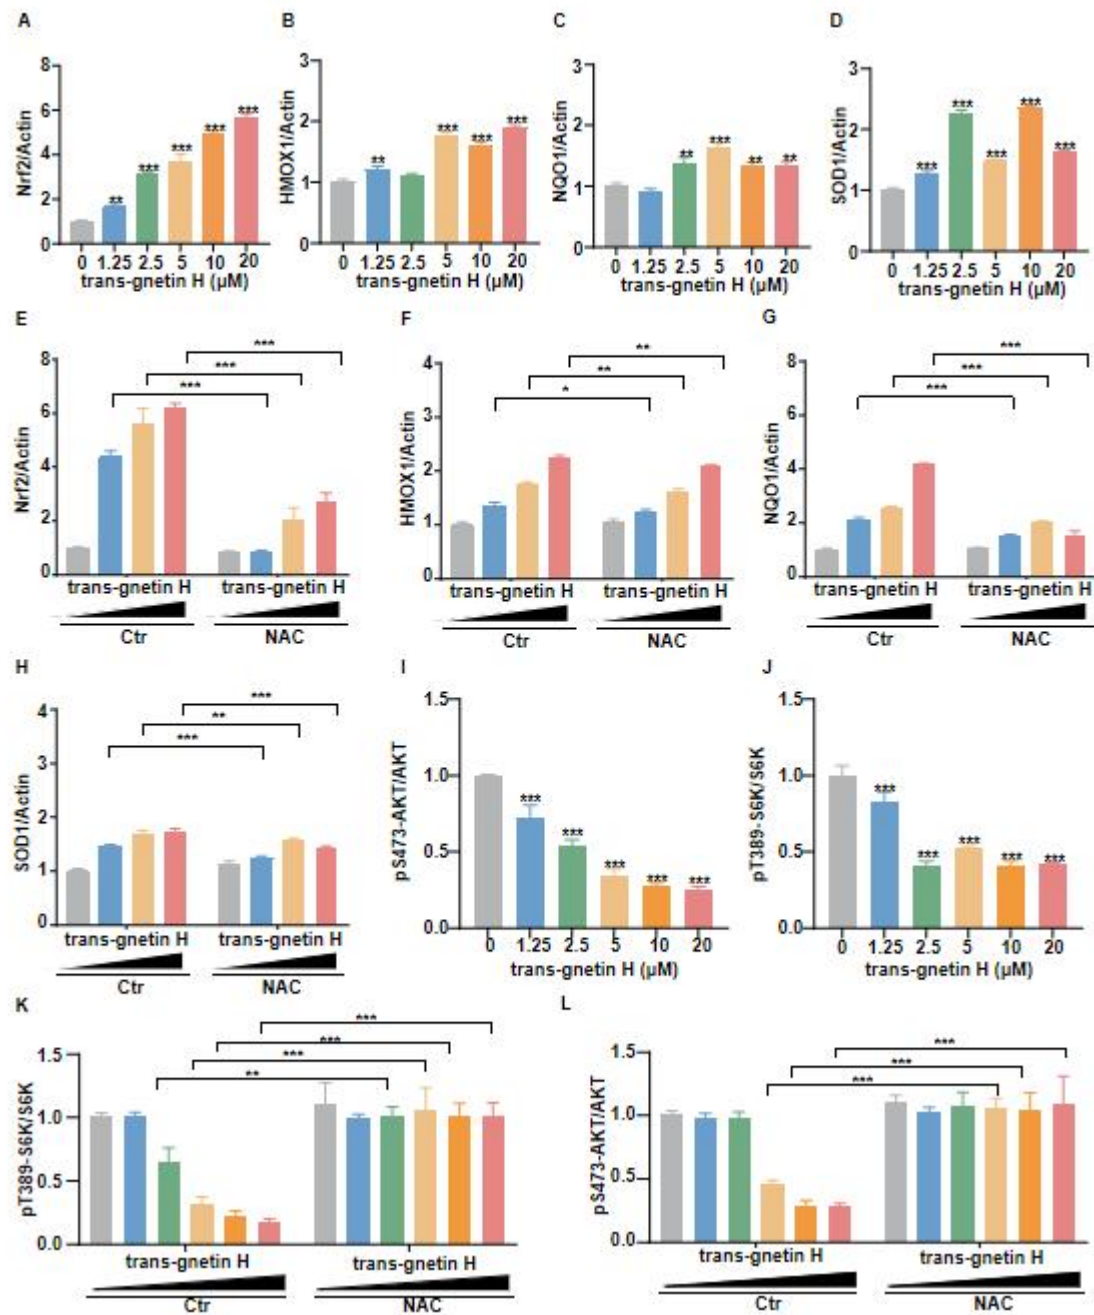 A
Nrf2/Actin
8
6
4
2
0
** *** *** *** ***
0 1.25 2.5 5 10 20
trans-gnetin H (µM)
B
HMOX1/Actin
3
2
1
0
** *** *** ***
0 1.25 2.5 5 10 20
trans-gnetin H (µM)
C
NQO1/Actin
3
2
1
0
** *** ** **
0 1.25 2.5 5 10 20
trans-gnetin H (µM)
D
SOD1/Actin
3
2
1
0
*** *** *** *** ***
0 1.25 2.5 5 10 20
trans-gnetin H (µM)
E
Nrf2/Actin
8
6
4
2
0
***
***
***
trans-gnetin H
Ctr NAC
F
HMOX1/Actin
4
3
2
1
0
**
**
*
trans-gnetin H trans-gnetin H
Ctr NAC
G
NQO1/Actin
8
6
4
2
0
***
***
***
trans-gnetin H trans-gnetin H
Ctr NAC
H
SOD1/Actin
4
3
2
1
0
***
**
***
trans-gnetin H trans-gnetin H
Ctr NAC
I
pS473-AKT/AKT
1.5
1.0
0.5
0.0
*** *** *** *** ***
0 1.25 2.5 5 10 20
trans-gnetin H (µM)
J
pT389-S6K/S6K
1.5
1.0
0.5
0.0
*** *** *** *** ***
0 1.25 2.5 5 10 20
trans-gnetin H (µM)
K
pT389-S6K/S6K
1.5
1.0
0.5
0.0
***
***
***
**
trans-gnetin H trans-gnetin H
Ctr NAC
L
pS473-AKT/AKT
1.5
1.0
0.5
0.0
***
***
***
trans-gnetin H trans-gnetin H
Ctr NAC